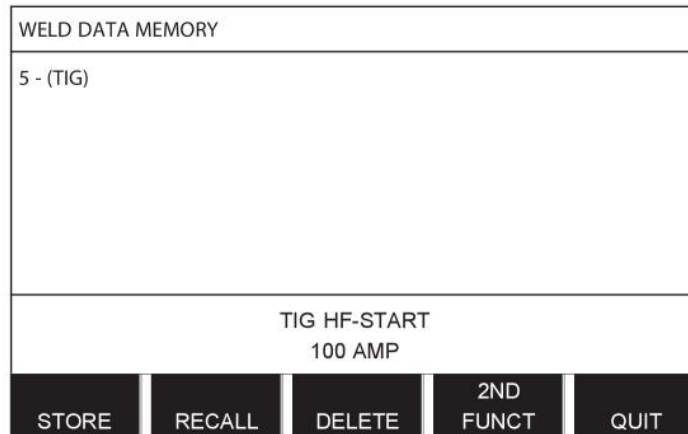 WELD DATA MEMORY
5 - (TIG)
TIG HF-START
100 AMP
STORE RECALL DELETE 2ND FUNCT QUIT